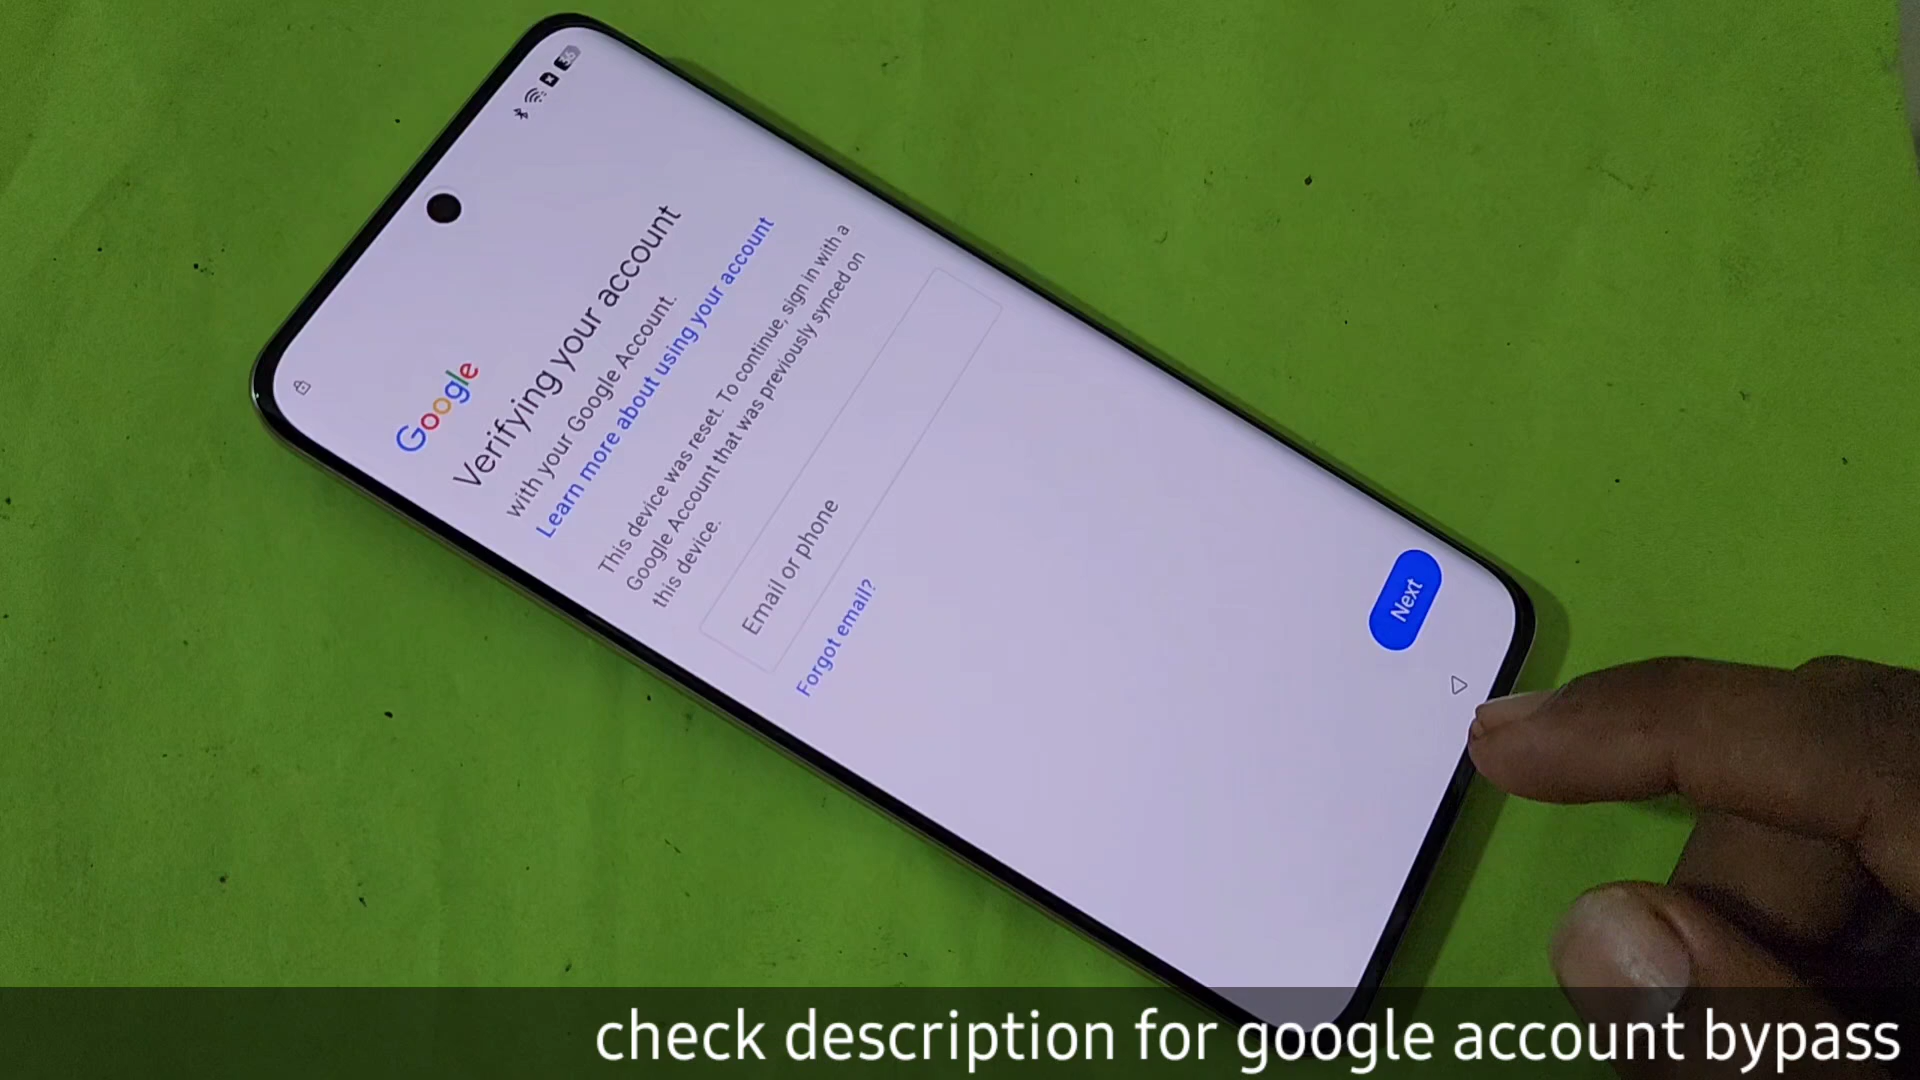 36
Google
Verifying your account
with your Google Account.
Learn more about using your account
This device was reset. To continue, sign in with a
Google Account that was previously synced on
this device.
Email or phone
Forgot email?
Next
check description for google account bypass